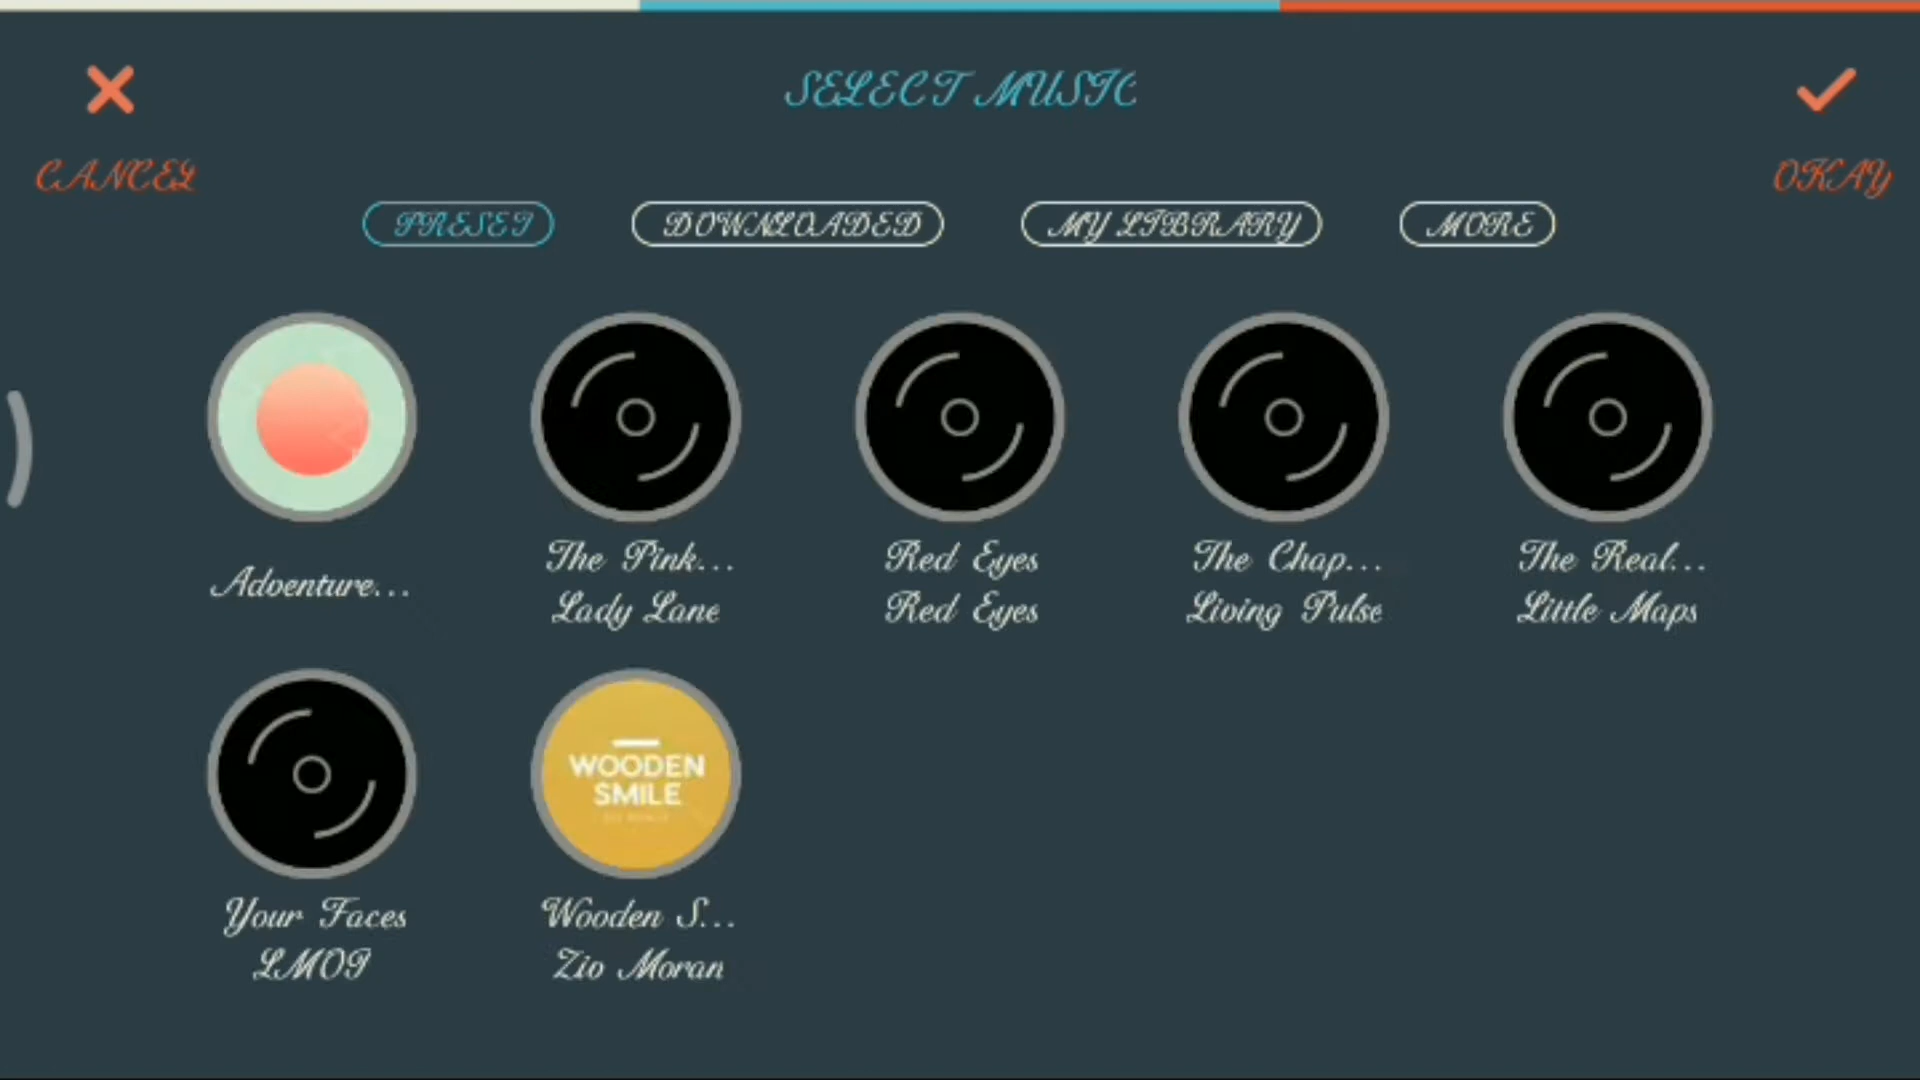 SELECT MUSIC
CANCEL
OKAY
PRESET
DOWNLOADED
MY LIBRARY
MORE
Adventure...
The Pink...
Lady Lane
Red Eyes
Red Eyes
The Chap...
Living Pulse
The Real...
Little Maps
WOODEN
SMILE
Your Faces
LMOP
Wooden S...
Zio Moran